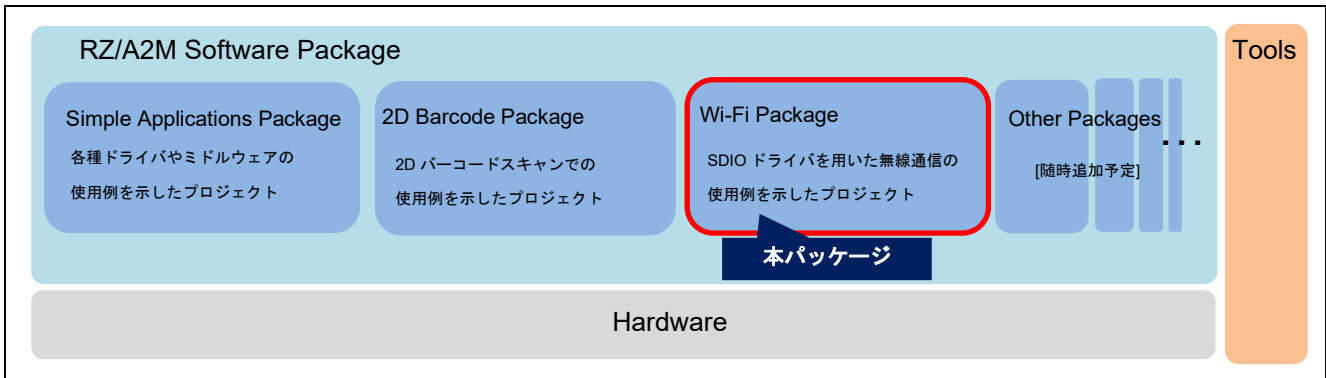 RZ/A2M Software Package
Tools
Simple Applications Package
各種ドライバやミドルウェアの
使用例を示したプロジェクト
2D Barcode Package
2D バーコードスキャンでの
使用例を示したプロジェクト
Wi-Fi Package
SDIO ドライバを用いた無線通信の
使用例を示したプロジェクト
本パッケージ
Other Packages
...
[随時追加予定]
Hardware